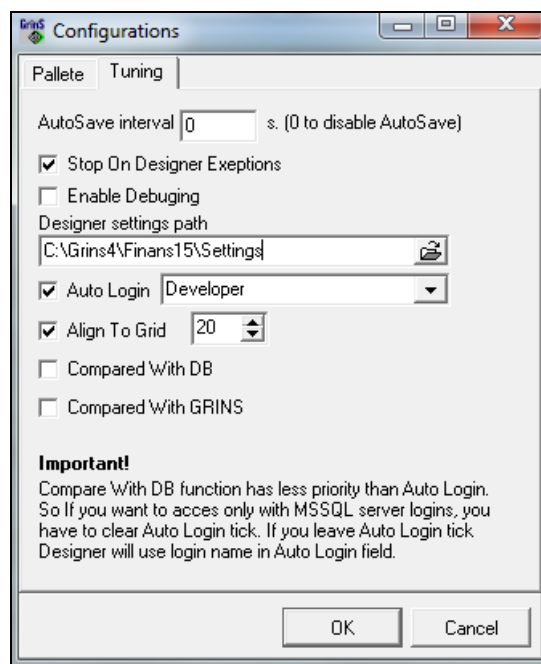 GrinS Configurations
Pallete Tuning
AutoSave interval 0 s. (0 to disable AutoSave)
Stop On Designer Exeptions
Enable Debuging
Designer settings path
C:\Grins4\Finans15\Settings
Auto Login Developer
Align To Grid 20
Compared With DB
Compared With GRINS
Important!
Compare With DB function has less priority than Auto Login.
So If you want to acces only with MSSQL server logins, you
have to clear Auto Login tick. If you leave Auto Login tick
Designer will use login name in Auto Login field.
OK Cancel